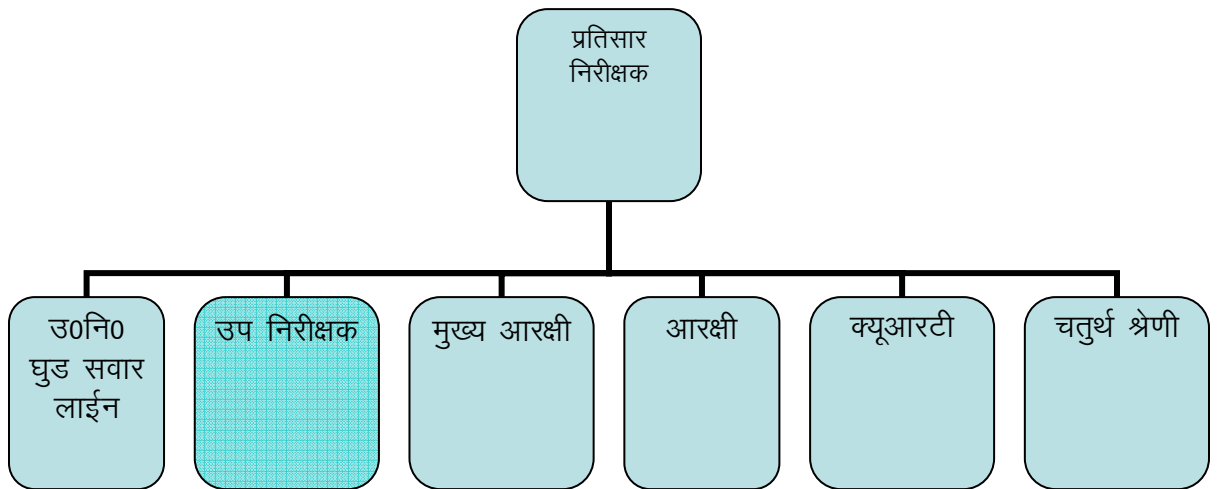 प्रतिसार
निरीक्षक
उ0नि0
घुड सवार
लाईन
उप निरीक्षक
मुख्य आरक्षी
आरक्षी
क्यूआरटी
चतुर्थ श्रेणी